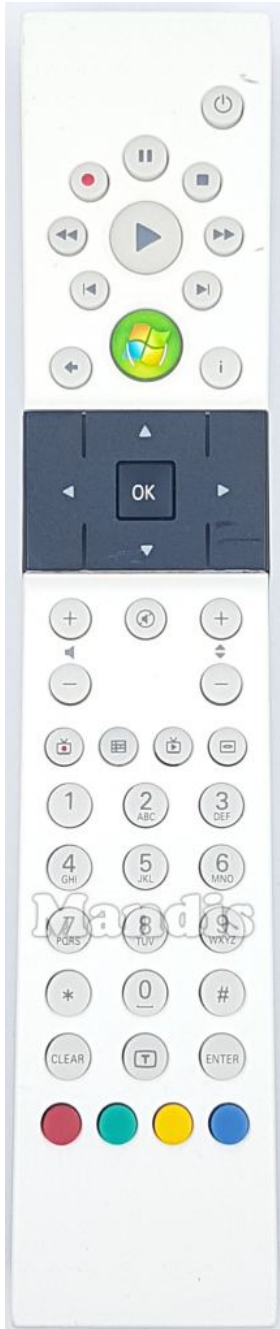 i
OK
+ +
− −
1 2 3
ABC DEF
4 5 6
GHI JKL MNO
Mandis
7 8 9
PQRS TUV WXYZ
* 0 #
CLEAR T ENTER